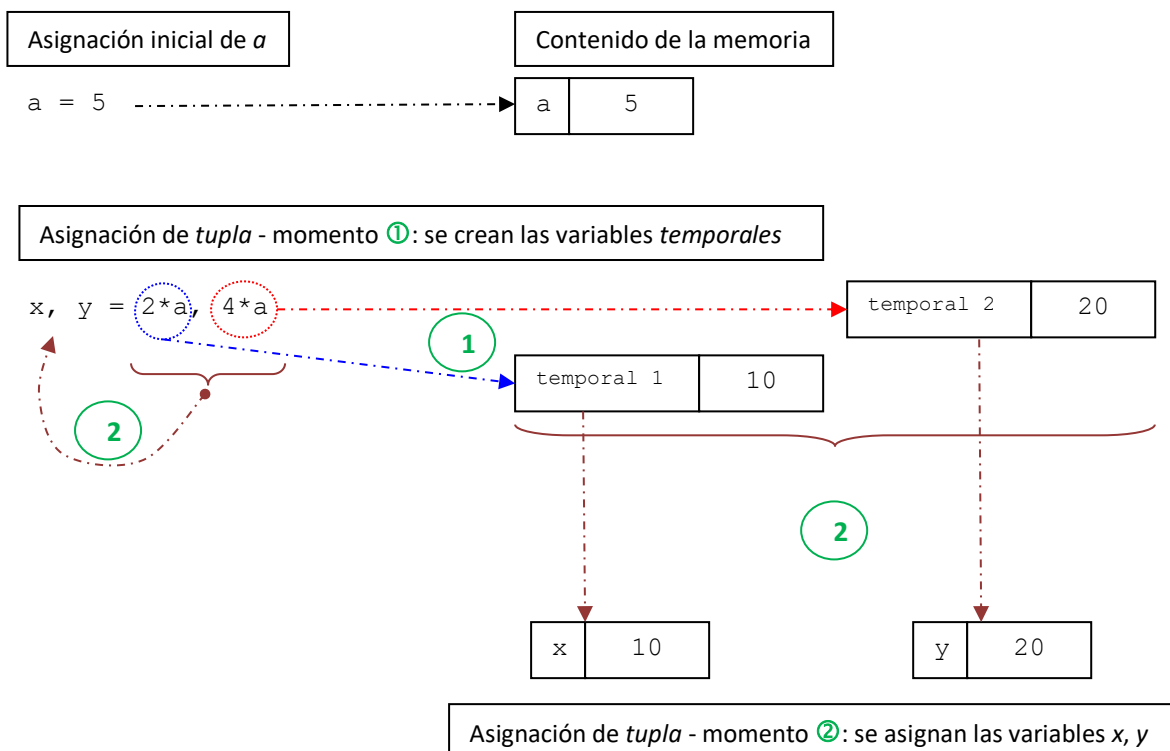 Asignación inicial de a
Contenido de la memoria
a = 5
a 5
Asignación de tupla - momento ①: se crean las variables temporales
x, y = 2*a, 4*a
temporal 2 20
1
temporal 1 10
2
2
x 10
y 20
Asignación de tupla - momento ②: se asignan las variables x, y